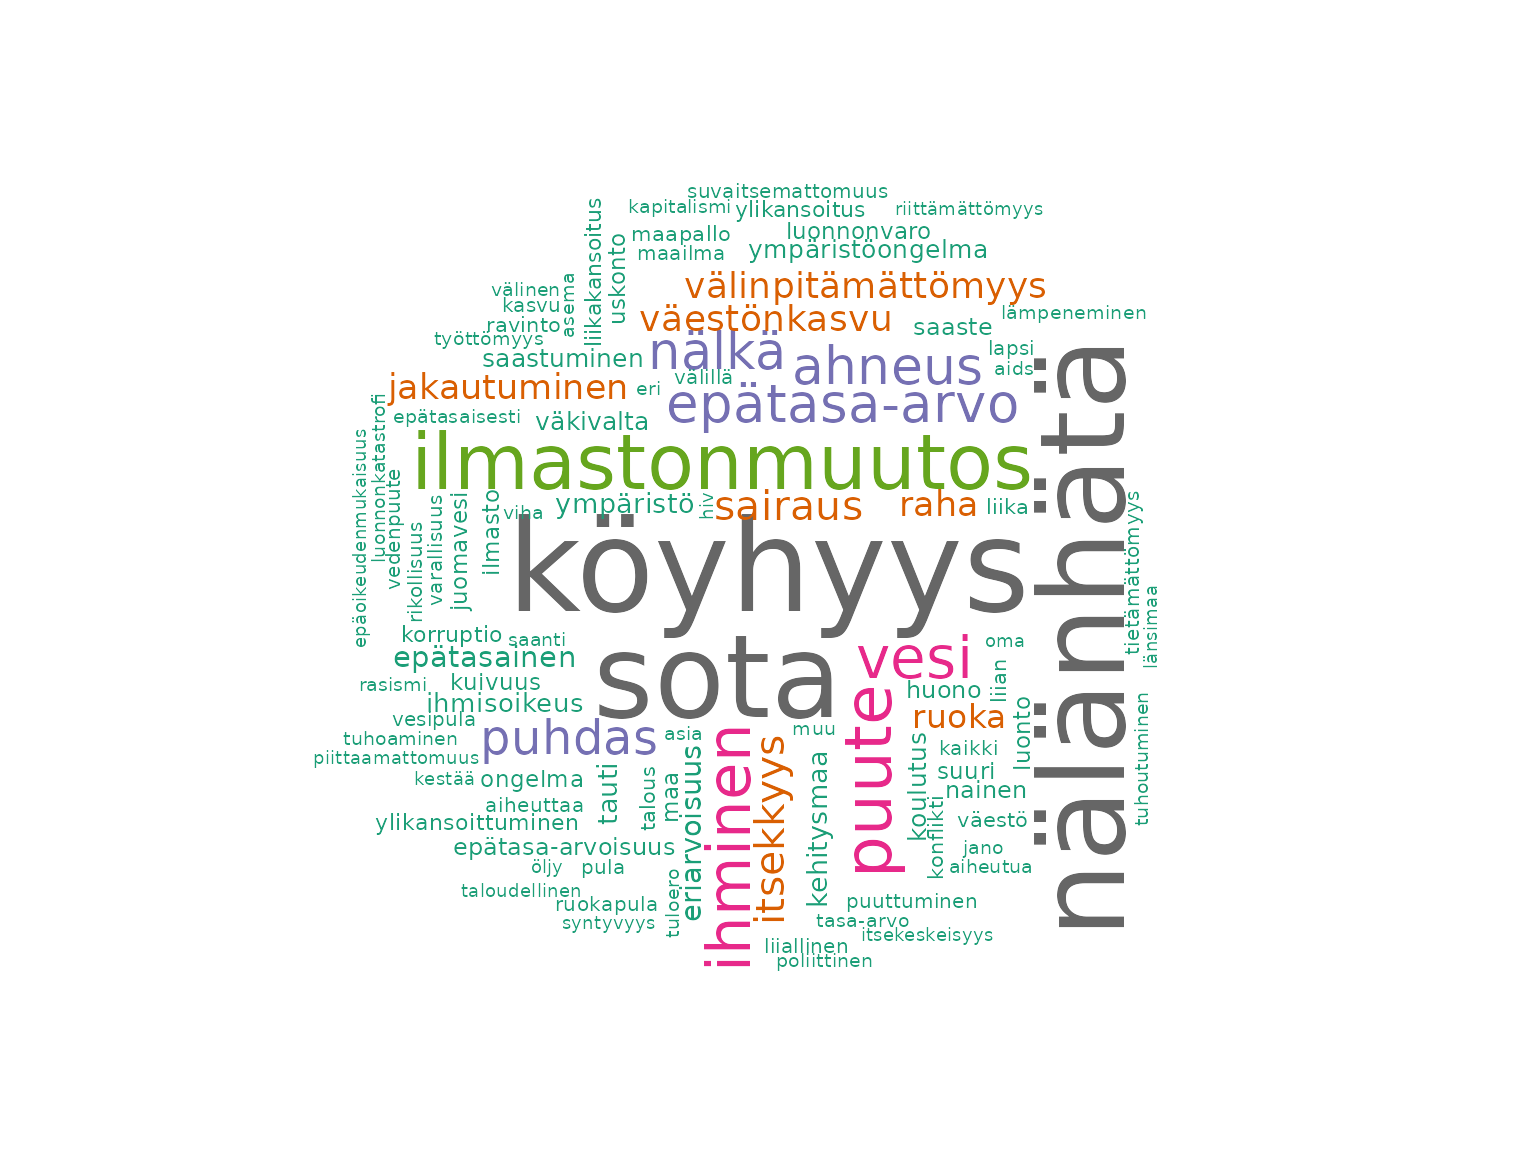 suvaitsemattomuus
kapitalismi
ylikansoitus
riittämättömyys
maapallo
luonnonvaro
maailma
ympäristöongelma
liikakansoitus
uskonto
välinpitämättömyys
välinen
kasvu
asema
väestönkasvu
lämpeneminen
ravinto
saaste
työttömyys
saastuminen
nälkä
ahneus
lapsi
aids
jakautuminen
eri
välillä
epätasa-arvo
epätasaisesti
väkivalta
ilmastonmuutos
nälänhätä
epäoikeudenmukaisuus
luonnonkatastrofi
vedenpuute
rikollisuus
varallisuus
juomavesi
ilmasto
viha
ympäristö
hiv
sairaus
raha
liika
tietämättömyys
länsimaa
köyhyys
korruptio
saanti
sota
vesi
oma
epätasainen
rasismi
kuivuus
ihmisoikeus
huono
liian
vesipula
puhdas
asia
muu
puute
ruoka
luonto
tuhoutuminen
tuhoaminen
piittaamattomuus
kestää
ongelma
tauti
talous
maa
eriarvoisuus
ihminen
itsekkyys
kehitysmaa
koulutus
kaikki
suuri
nainen
konflikti
väestö
aiheuttaa
ylikansoittuminen
epätasa-arvoisuus
jano
aiheutua
öljy
pula
taloudellinen
ruokapula
tuloero
syntyvyys
puuttuminen
tasa-arvo
itsekeskeisyys
liiallinen
poliittinen